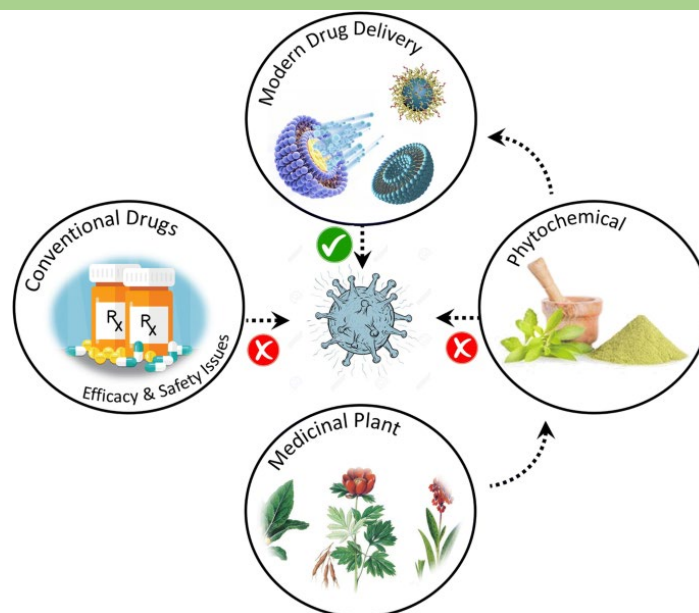 Modern Drug Delivery
Conventional Drugs
Rx
Rx
Efficacy & Safety Issues
Phytochemical
Medicinal Plant